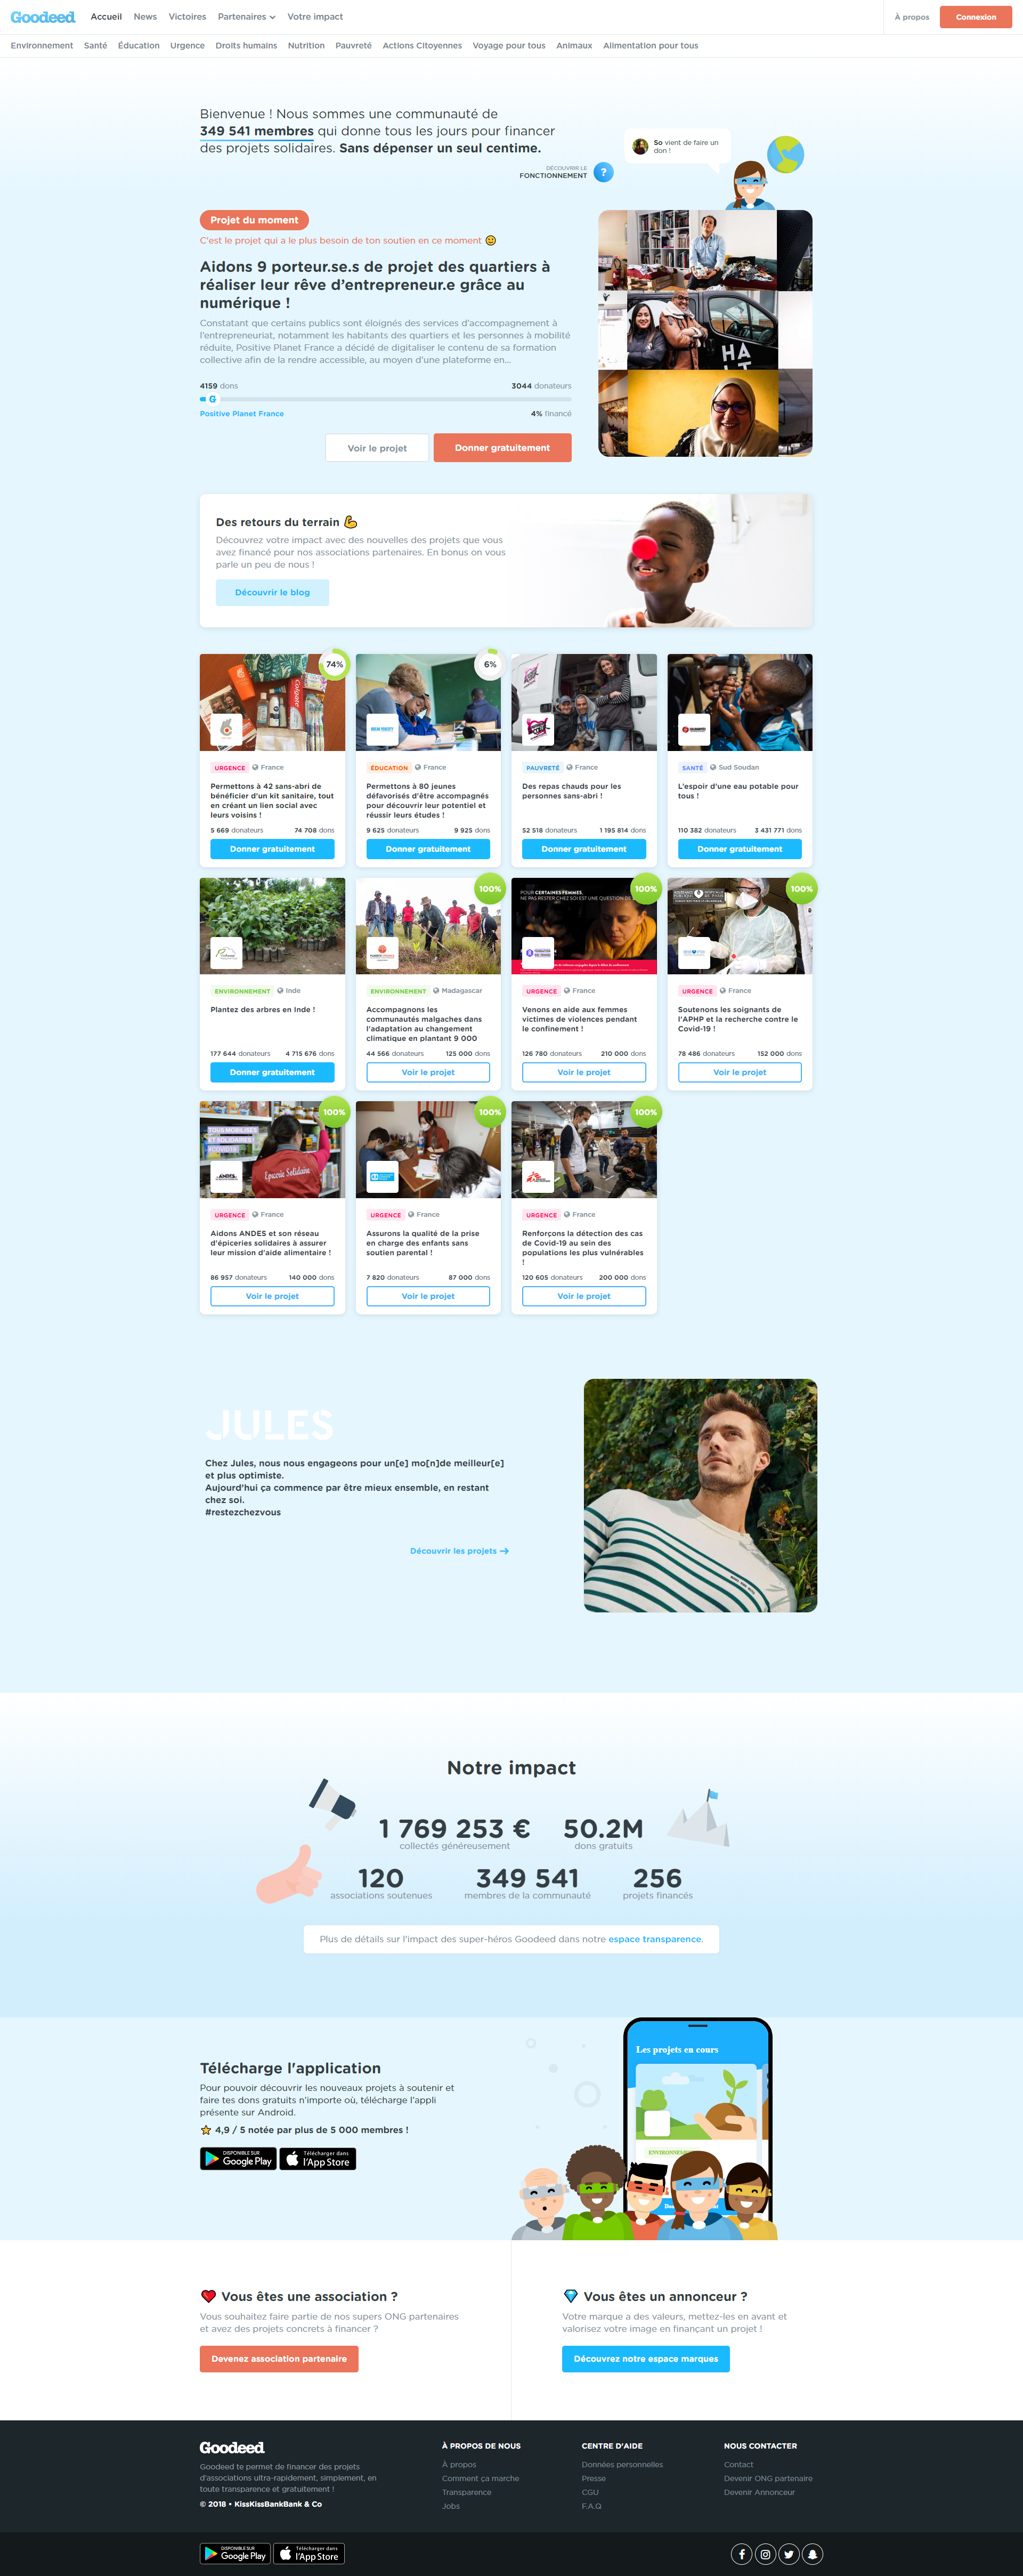 Goodeed Accueil News Victoires Partenaires Votre impact À propos Connexion
Environnement Santé Éducation Urgence Droits humains Nutrition Pauvreté Actions Citoyennes Voyage pour tous Animaux Alimentation pour tous
Bienvenue ! Nous sommes une communauté de
349 541 membres qui donne tous les jours pour financer
des projets solidaires. Sans dépenser un seul centime.
DÉCOUVRIR LE
FONCTIONNEMENT ?
So vient de faire un
don !
Projet du moment
C'est le projet qui a le plus besoin de ton soutien en ce moment
Aidons 9 porteur.se.s de projet des quartiers à
réaliser leur rêve d'entrepreneur.e grâce au
numérique !
Constatant que certains publics sont éloignés des services d'accompagnement à
l'entrepreneuriat, notamment les habitants des quartiers et les personnes à mobilité
réduite, Positive Planet France a décidé de digitaliser le contenu de sa formation
collective afin de la rendre accessible, au moyen d'une plateforme en...
4159 dons 3044 donateurs
G
Positive Planet France 4% financé
Voir le projet Donner gratuitement
Des retours du terrain
Découvrez votre impact avec des nouvelles des projets que vous
avez financé pour nos associations partenaires. En bonus on vous
parle un peu de nous !
Découvrir le blog
74%
Colgate
URGENCE France
Permettons à 42 sans-abri de
bénéficier d'un kit sanitaire, tout
en créant un lien social avec
leurs voisins !
5 669 donateurs 74 708 dons
Donner gratuitement
6%
ÉDUCATION France
Permettons à 80 jeunes
défavorisés d'être accompagnés
pour découvrir leur potentiel et
réussir leurs études !
9 625 donateurs 9 925 dons
Donner gratuitement
PAUVRETÉ France
Des repas chauds pour les
personnes sans-abri !
52 518 donateurs 1 195 814 dons
Donner gratuitement
SANTÉ Sud Soudan
L'espoir d'une eau potable pour
tous !
110 382 donateurs 3 431 771 dons
Donner gratuitement
ENVIRONNEMENT Inde
Plantez des arbres en Inde !
177 644 donateurs 4 715 676 dons
Donner gratuitement
100%
ENVIRONNEMENT Madagascar
Accompagnons les
communautés malgaches dans
l'adaptation au changement
climatique en plantant 9 000
44 566 donateurs 125 000 dons
Voir le projet
100%
POUR CERTAINES FEMMES,
NE PAS RESTER CHEZ SOI EST UNE QUESTION DE
URGENCE France
Venons en aide aux femmes
victimes de violences pendant
le confinement !
126 780 donateurs 210 000 dons
Voir le projet
100%
URGENCE France
Soutenons les soignants de
l'APHP et la recherche contre le
Covid-19 !
78 486 donateurs 152 000 dons
Voir le projet
100%
TOUS MOBILISÉS
ET SOLIDAIRES !
#COVID19
Epicerie Solidaire
ANDES
URGENCE France
Aidons ANDES et son réseau
d'épiceries solidaires à assurer
leur mission d'aide alimentaire !
86 957 donateurs 140 000 dons
Voir le projet
100%
URGENCE France
Assurons la qualité de la prise
en charge des enfants sans
soutien parental !
7 820 donateurs 87 000 dons
Voir le projet
100%
URGENCE France
Renforçons la détection des cas
de Covid-19 au sein des
populations les plus vulnérables
!
120 605 donateurs 200 000 dons
Voir le projet
JULES
Chez Jules, nous nous engageons pour un[e] mo[n]de meilleur[e]
et plus optimiste.
Aujourd'hui ça commence par être mieux ensemble, en restant
chez soi.
#restezchezvous
Découvrir les projets
Notre impact
1 769 253 € 50.2M
collectés généreusement dons gratuits
120 349 541 256
associations soutenues membres de la communauté projets financés
Plus de détails sur l'impact des super-héros Goodeed dans notre espace transparence.
Télécharge l'application
Pour pouvoir découvrir les nouveaux projets à soutenir et
faire tes dons gratuits n'importe où, télécharge l'appli
présente sur Android.
4,9 / 5 notée par plus de 5 000 membres !
DISPONIBLE SUR
Google Play
Télécharger dans
l'App Store
Les projets en cours
Vous êtes une association ?
Vous souhaitez faire partie de nos supers ONG partenaires
et avez des projets concrets à financer ?
Devenez association partenaire
Vous êtes un annonceur ?
Votre marque a des valeurs, mettez-les en avant et
valorisez votre image en finançant un projet !
Découvrez notre espace marques
Goodeed
Goodeed te permet de financer des projets
d'associations ultra-rapidement, simplement, en
toute transparence et gratuitement !
© 2018 • KissKissBankBank & Co
À PROPOS DE NOUS
À propos
Comment ça marche
Transparence
Jobs
CENTRE D'AIDE
Données personnelles
Presse
CGU
F.A.Q
NOUS CONTACTER
Contact
Devenir ONG partenaire
Devenir Annonceur
DISPONIBLE SUR
Google Play
Télécharger dans
l'App Store